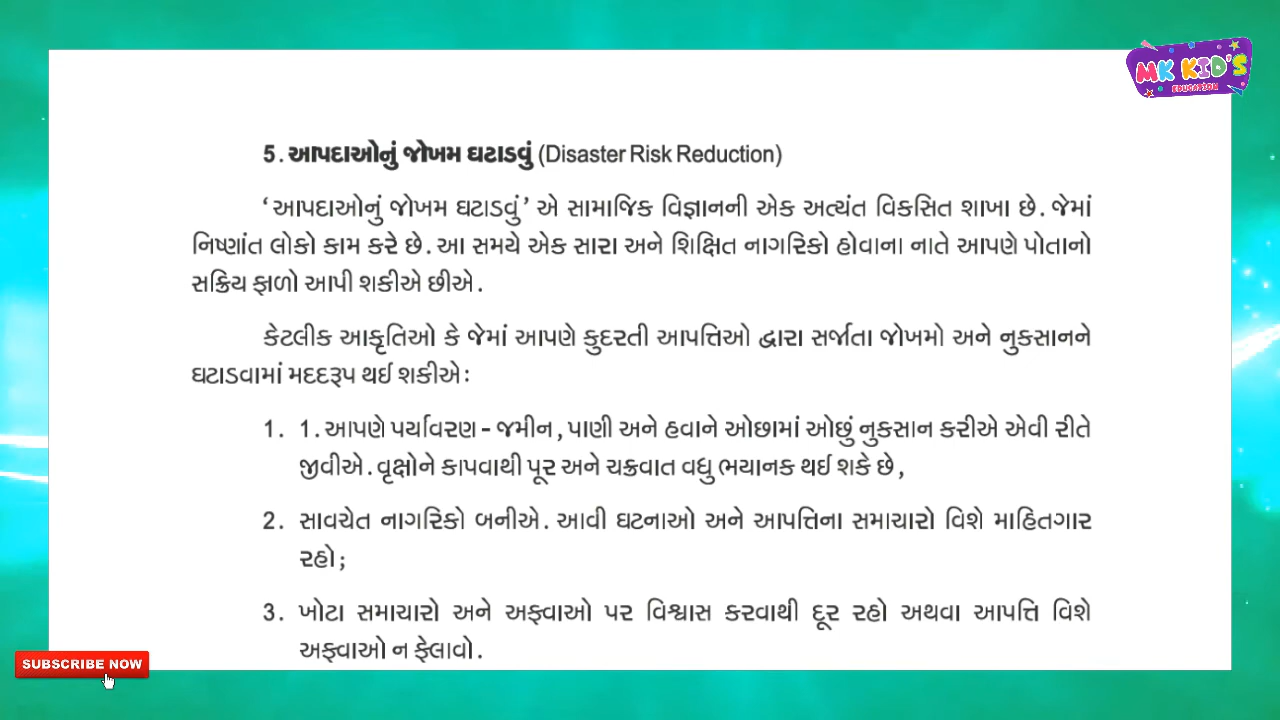 MK KID'S
EDUCATION
5. આપદાઓનું જોખમ ઘટાડવું (Disaster Risk Reduction)
‘આપદાઓનું જોખમ ઘટાડવું’ એ સામાજિક વિજ્ઞાનની એક અત્યંત વિકસિત શાખા છે. જેમાં
નિષ્ણાંત લોકો કામ કરે છે. આ સમયે એક સારા અને શિક્ષિત નાગરિકો હોવાના નાતે આપણે પોતાનો
સક્રિય ફાળો આપી શકીએ છીએ.
કેટલીક આકૃતિઓ કે જેમાં આપણે કુદરતી આપત્તિઓ દ્વારા સર્જાતા જોખમો અને નુકસાનને
ઘટાડવામાં મદદરૂપ થઈ શકીએઃ
1. 1. આપણે પર્યાવરણ – જમીન, પાણી અને હવાને ઓછામાં ઓછું નુકસાન કરીએ એવી રીતે
જીવીએ. વૃક્ષોને કાપવાથી પૂર અને ચક્રવાત વધુ ભયાનક થઈ શકે છે,
2. સાવચેત નાગરિકો બનીએ. આવી ઘટનાઓ અને આપત્તિના સમાચારો વિશે માહિતગાર
રહો;
3. ખોટા સમાચારો અને અફવાઓ પર વિશ્વાસ કરવાથી દૂર રહો અથવા આપત્તિ વિશે
અફવાઓ ન ફેલાવો.
SUBSCRIBE NOW